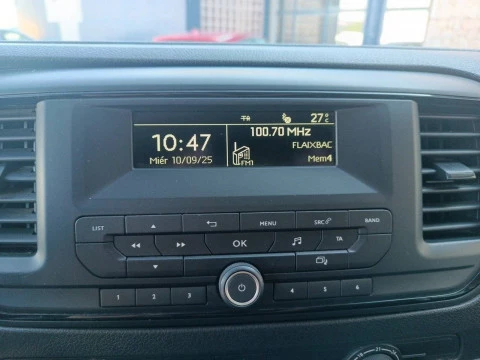 TA 27°C
10:47 100.70 MHz
FLAIXBAC
Miér 10/09/25 FM1 Mem4
LIST MENU SRC BAND
OK TA
1 2 3 4 5 6